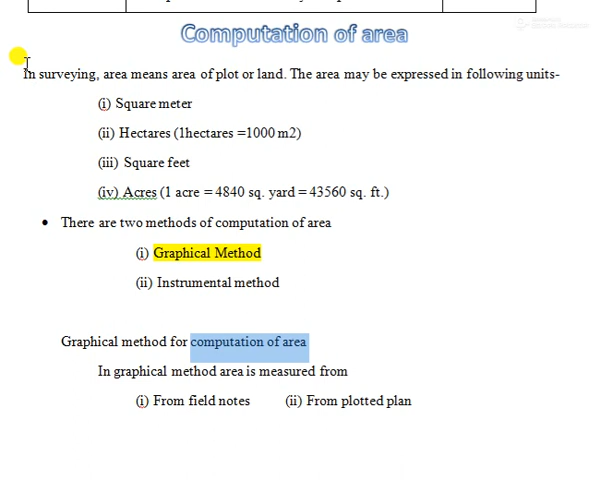 Computation of area
In surveying, area means area of plot or land. The area may be expressed in following units-
(i) Square meter
(ii) Hectares (1hectares =1000 m2)
(iii) Square feet
(iv) Acres (1 acre = 4840 sq. yard = 43560 sq. ft.)
• There are two methods of computation of area
(i) Graphical Method
(ii) Instrumental method
Graphical method for computation of area
In graphical method area is measured from
(i) From field notes (ii) From plotted plan